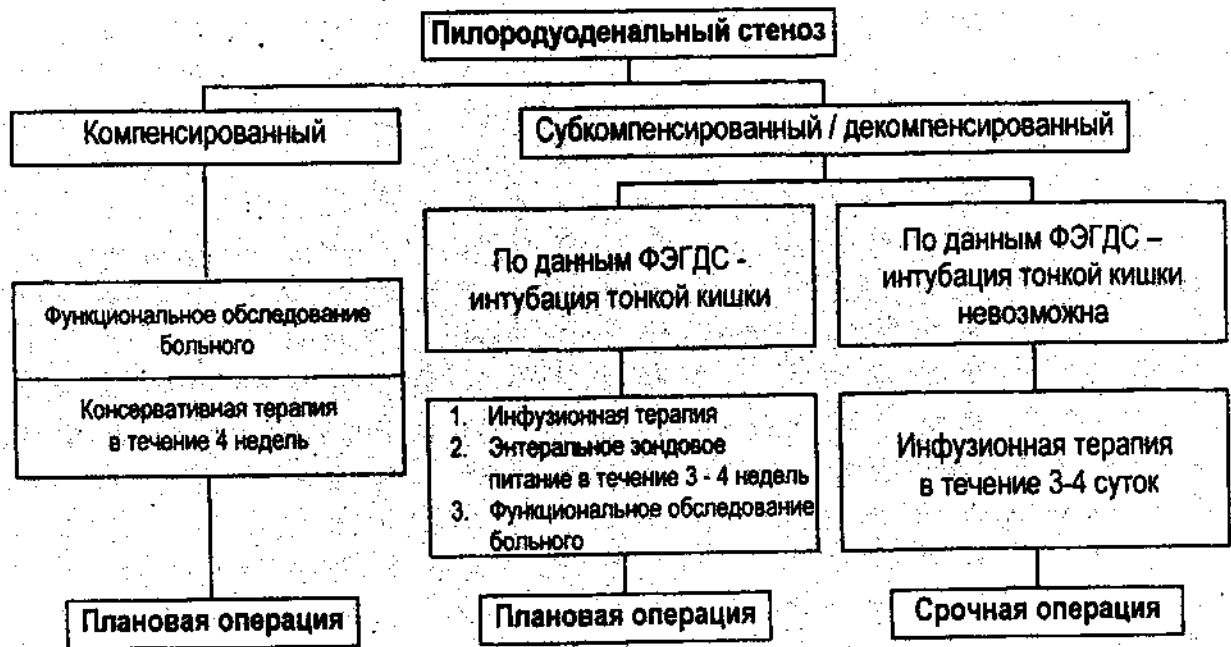 Пилородуоденальный стеноз
Компенсированный
Субкомпенсированный / декомпенсированный
Функциональное обследование
больного
Консервативная терапия
в течение 4 недель
Плановая операция
По данным ФЭГДС -
интубация тонкой кишки
1. Инфузионная терапия
2. Энтеральное зондовое
питание в течение 3 - 4 недель
3. Функциональное обследование
больного
Плановая операция
По данным ФЭГДС –
интубация тонкой кишки
невозможна
Инфузионная терапия
в течение 3-4 суток
Срочная операция